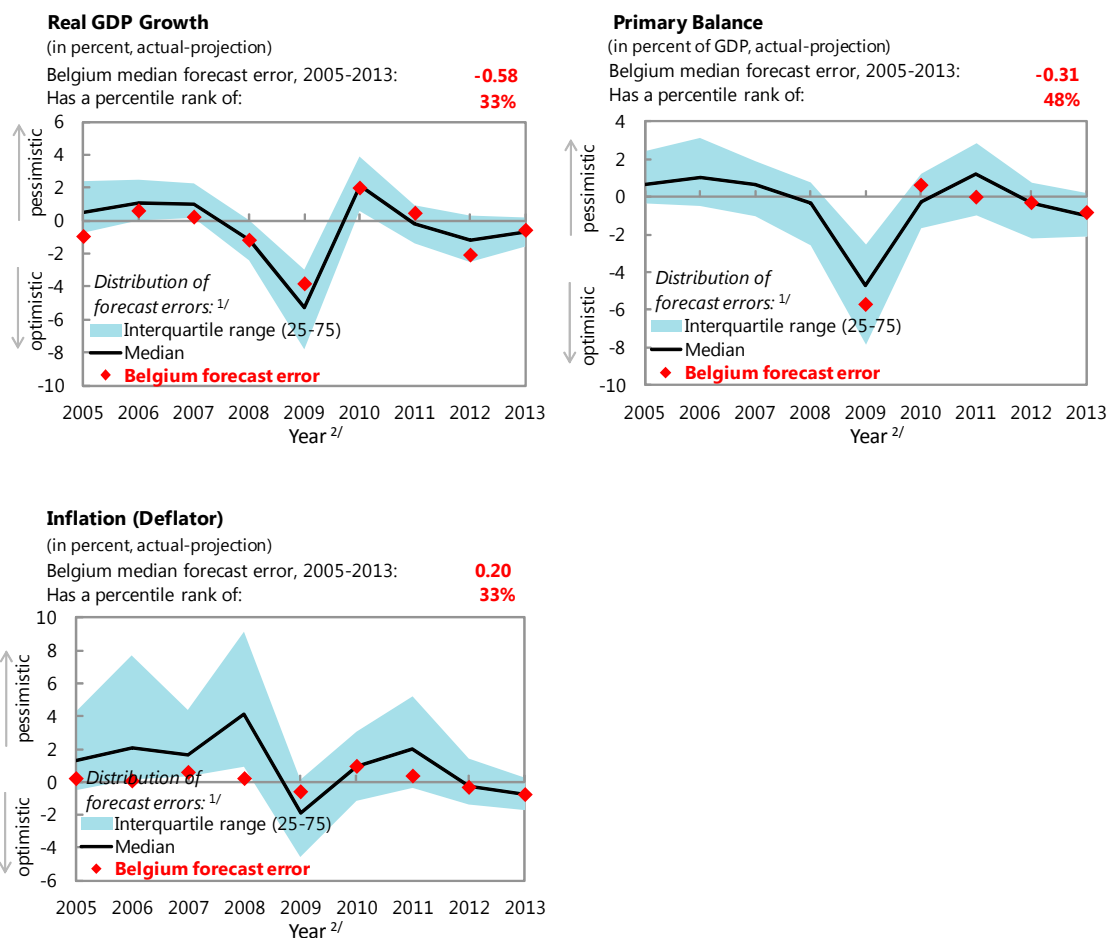 Real GDP Growth
(in percent, actual-projection)
Belgium median forecast error, 2005-2013: -0.58
Has a percentile rank of: 33%
pessimistic
optimistic
6
4
2
0
-2
-4
-6
-8
-10
Distribution of
forecast errors: 1/
Interquartile range (25-75)
Median
Belgium forecast error
2005 2006 2007 2008 2009 2010 2011 2012 2013
Year 2/
Primary Balance
(in percent of GDP, actual-projection)
Belgium median forecast error, 2005-2013: -0.31
Has a percentile rank of: 48%
pessimistic
optimistic
4
2
0
-2
-4
-6
-8
-10
Distribution of
forecast errors: 1/
Interquartile range (25-75)
Median
Belgium forecast error
2005 2006 2007 2008 2009 2010 2011 2012 2013
Year 2/
Inflation (Deflator)
(in percent, actual-projection)
Belgium median forecast error, 2005-2013: 0.20
Has a percentile rank of: 33%
pessimistic
optimistic
10
8
6
4
2
0
-2
-4
-6
Distribution of
forecast errors: 1/
Interquartile range (25-75)
Median
Belgium forecast error
2005 2006 2007 2008 2009 2010 2011 2012 2013
Year 2/